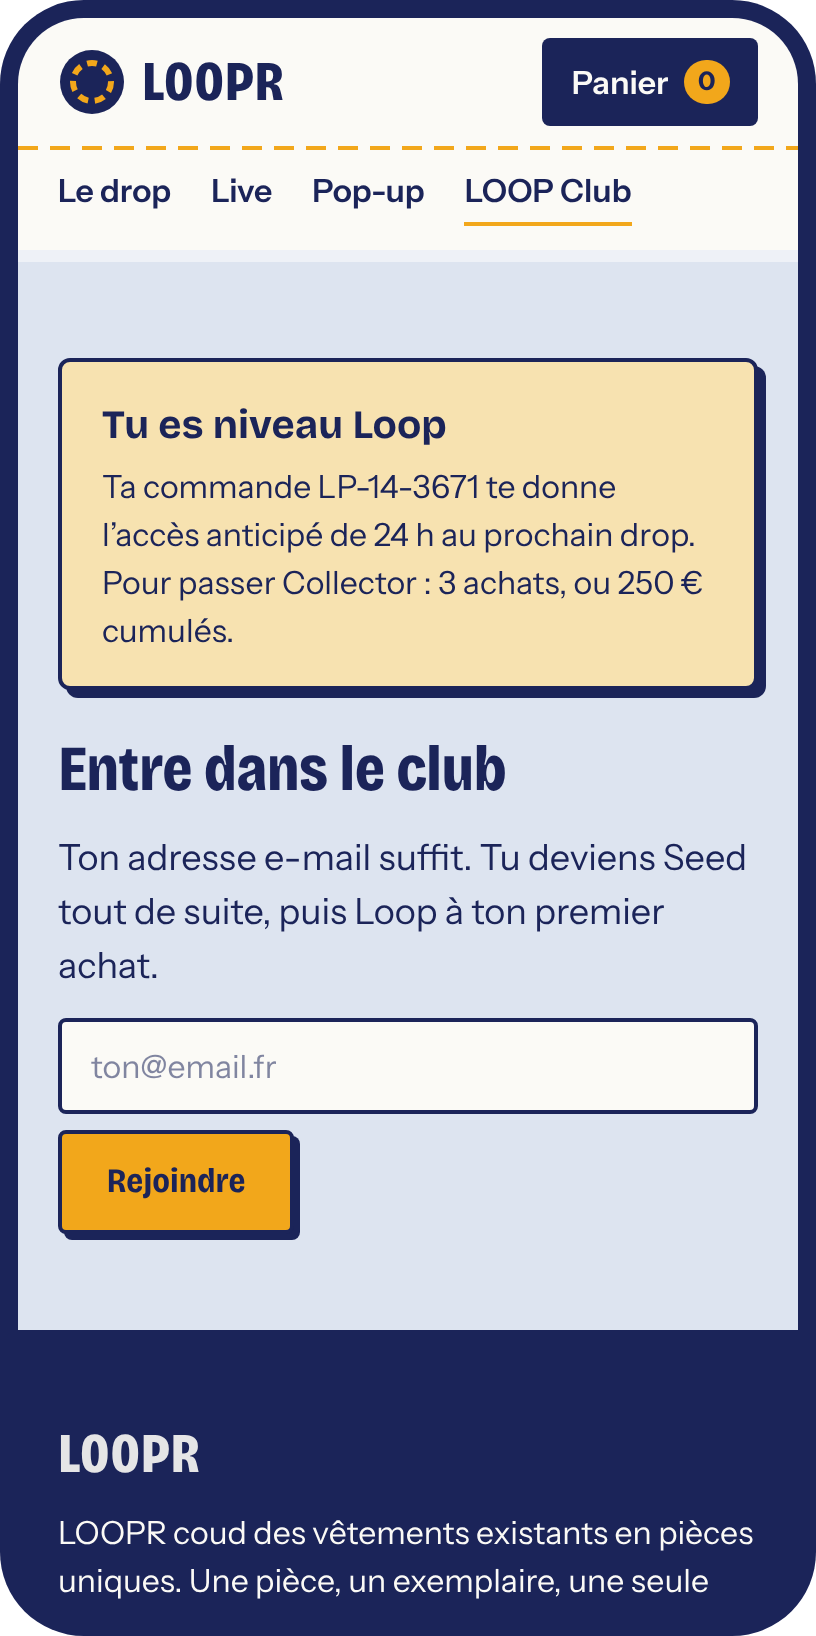 LOOPR
Panier 0
Le drop Live Pop-up LOOP Club
Tu es niveau Loop
Ta commande LP-14-3671 te donne
l’accès anticipé de 24 h au prochain drop.
Pour passer Collector : 3 achats, ou 250 €
cumulés.
Entre dans le club
Ton adresse e-mail suffit. Tu deviens Seed
tout de suite, puis Loop à ton premier
achat.
ton@email.fr
Rejoindre
LOOPR
LOOPR coud des vêtements existants en pièces
uniques. Une pièce, un exemplaire, une seule